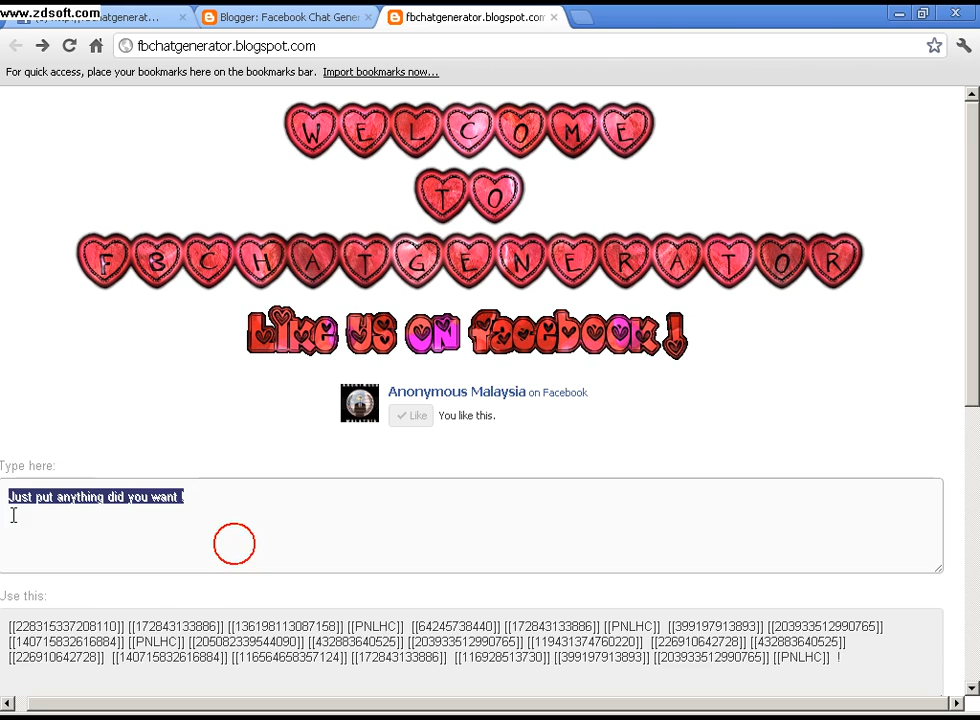 www.zdsoft.com
Blogger: Facebook Chat Gener
fbchatgenerator.blogspot.com
fbchatgenerator.blogspot.com
For quick access, place your bookmarks here on the bookmarks bar. Import bookmarks now...
WELCOME
TO
FBCHATGENERATOR
Like us on facebook !
Anonymous Malaysia on Facebook
Like You like this.
Type here:
Just put anything did you want !
Use this:
[[228315337208110]] [[172843133886]] [[136198113087158]] [[PNLHC]] [[64245738440]] [[172843133886]] [[PNLHC]] [[399197913893]] [[203933512990765]]
[[140715832616884]] [[PNLHC]] [[205082339544090]] [[432883640525]] [[203933512990765]] [[119431374760220]] [[226910642728]] [[432883640525]]
[[226910642728]] [[140715832616884]] [[116564658357124]] [[172843133886]] [[116928513730]] [[399197913893]] [[203933512990765]] [[PNLHC]] !